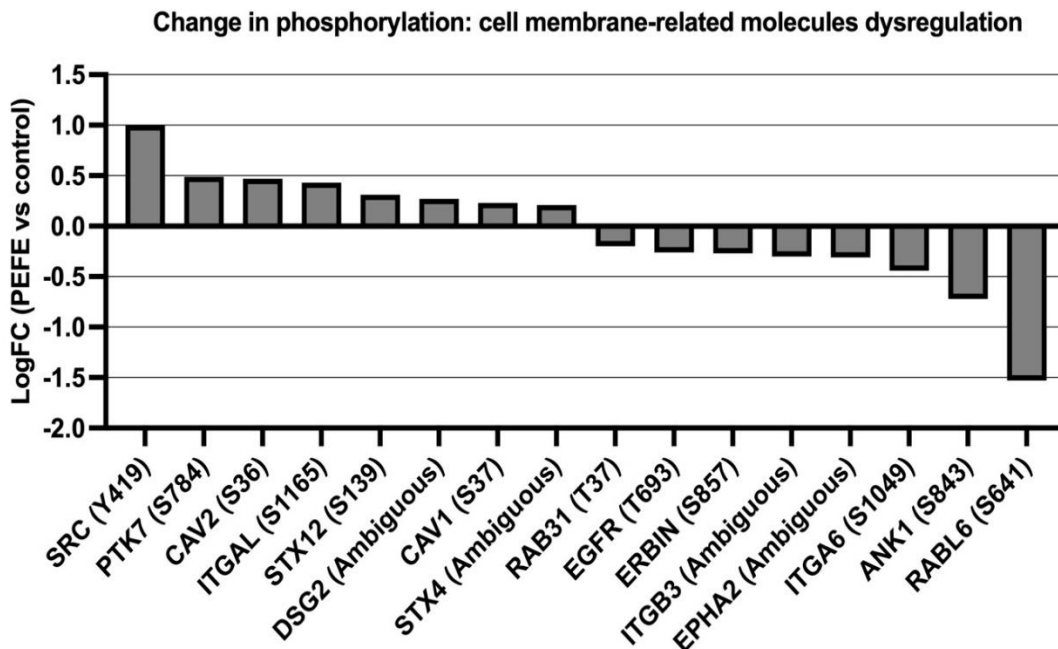 Change in phosphorylation: cell membrane-related molecules dysregulation
LogFC (PEFE vs control)
1.5
1.0
0.5
0.0
-0.5
-1.0
-1.5
-2.0
SRC (Y419)
PTK7 (S784)
CAV2 (S36)
ITGAL (S1165)
STX12 (S139)
DSG2 (Ambiguous)
CAV1 (S37)
STX4 (Ambiguous)
RAB31 (T37)
EGFR (T693)
ERBIN (S857)
ITGB3 (Ambiguous)
EPHA2 (Ambiguous)
ITGA6 (S1049)
ANK1 (S843)
RABL6 (S641)